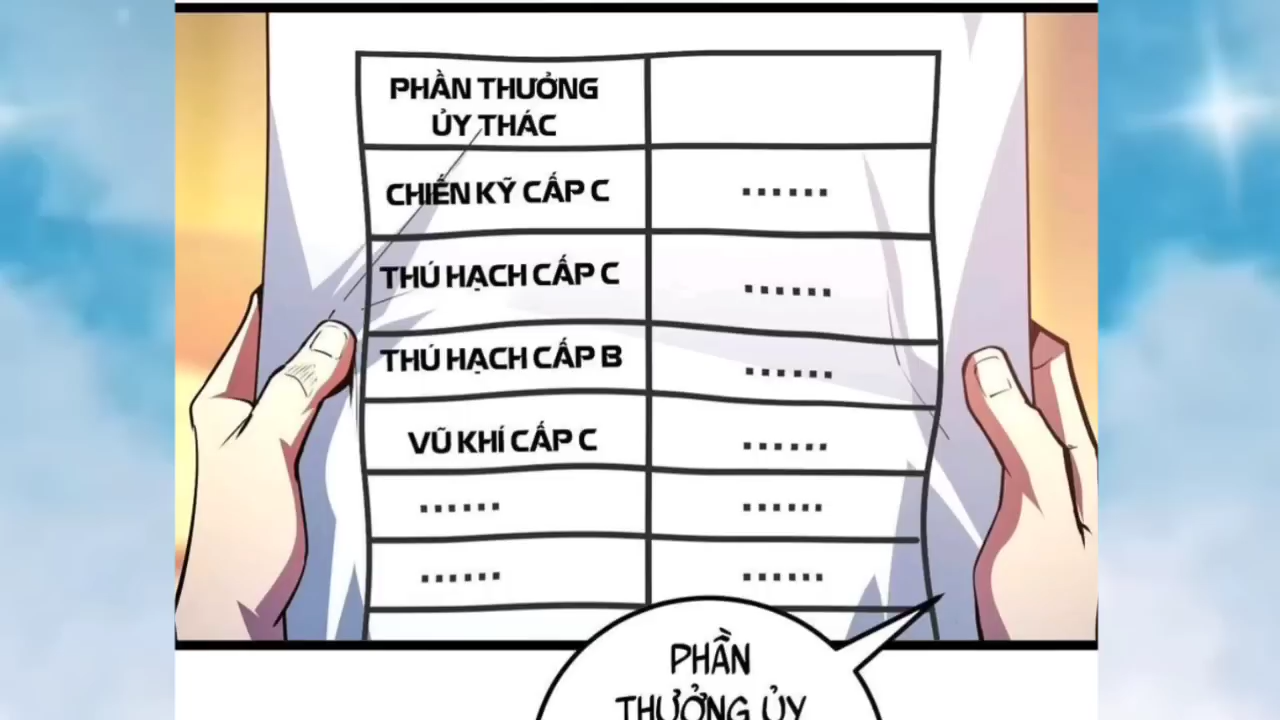 PHẦN THƯỞNG
ỦY THÁC
CHIẾN KỸ CẤP C ......
THÚ HẠCH CẤP C ......
THÚ HẠCH CẤP B ......
VŨ KHÍ CẤP C ......
...... ......
...... ......
PHẦN
THƯỞNG ỦY